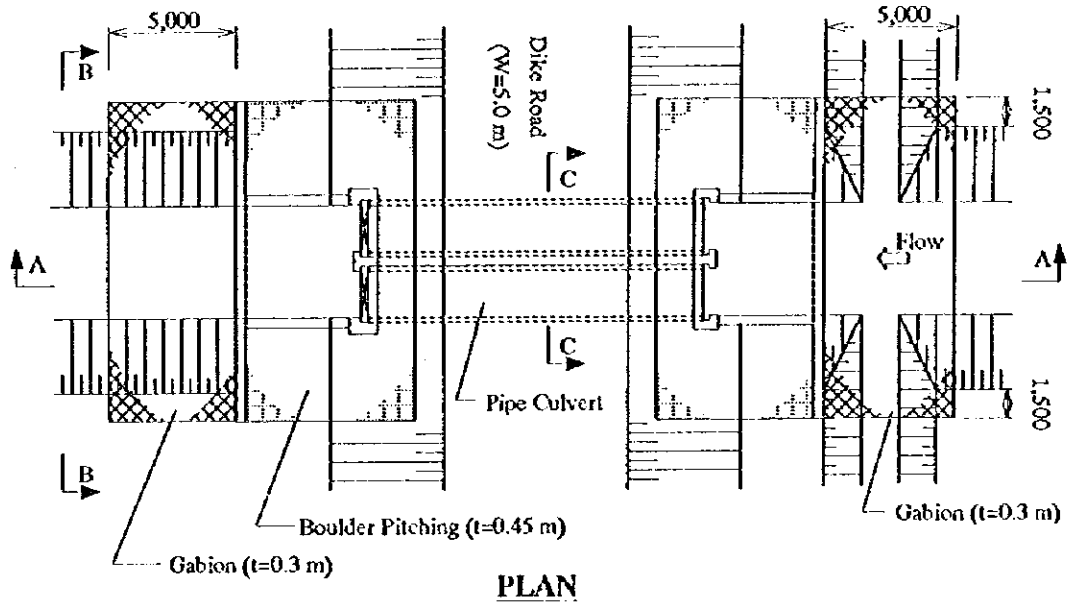 5,000
5,000
B
Dike Road
(W=5.0 m)
1,500
C
A
Flow
A
C
Pipe Culvert
1,500
B
Boulder Pitching (t=0.45 m)
Gabion (t=0.3 m)
Gabion (t=0.3 m)
PLAN